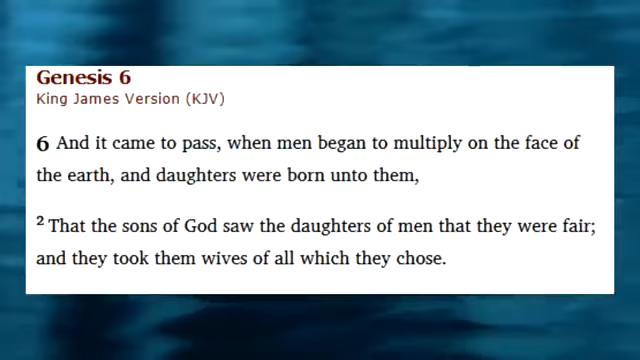 Genesis 6
King James Version (KJV)
6 And it came to pass, when men began to multiply on the face of
the earth, and daughters were born unto them,
2 That the sons of God saw the daughters of men that they were fair;
and they took them wives of all which they chose.